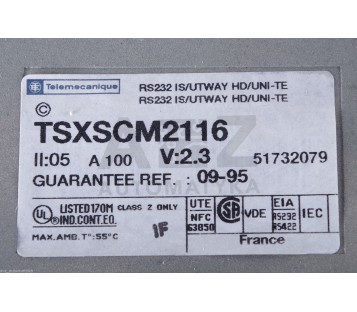 Telemecanique
RS232 IS/UTWAY HD/UNI-TE
RS232 IS/UTWAY HD/UNI-TE
©
TSXSCM2116
II:05 A 100 V:2.3 51732079
GUARANTEE REF. : 09-95
UL ® LISTED 170M CLASS 2 ONLY
IND.CONT.EQ.
MAX.AMB.T°:55°C
IF
UTE
NFC
63850
SA
VDE
EIA
RS232
RS422
IEC
France